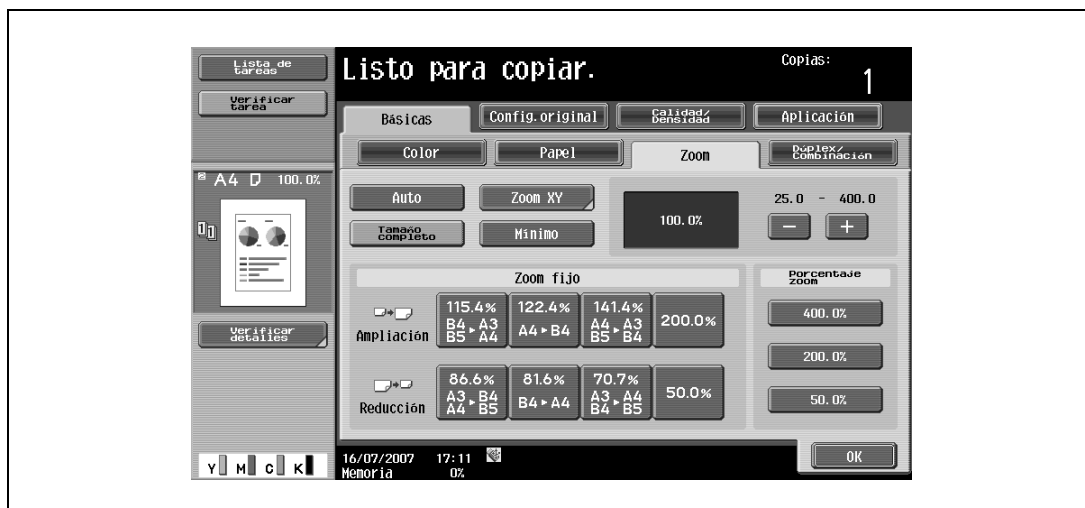 Lista de tareas
Verificar tarea
Listo para copiar.
Copias:
1
Básicas
Config.original
Calidad/ Densidad
Aplicación
Color
Papel
Zoom
Dúplex/ Combinación
A4 100.0%
1 1
Verificar detalles
Auto
Zoom XY
Tamaño completo
Mínimo
100.0%
25.0 - 400.0
− +
Zoom fijo
Ampliación
115.4%
B4 ▸ A3
B5 ▸ A4
122.4%
A4 ▸ B4
141.4%
A4 ▸ A3
B5 ▸ B4
200.0%
Reducción
86.6%
A3 ▸ B4
A4 ▸ B5
81.6%
B4 ▸ A4
70.7%
A3 ▸ A4
B4 ▸ B5
50.0%
Porcentaje zoom
400.0%
200.0%
50.0%
Y M C K
16/07/2007 17:11
Memoria 0%
OK